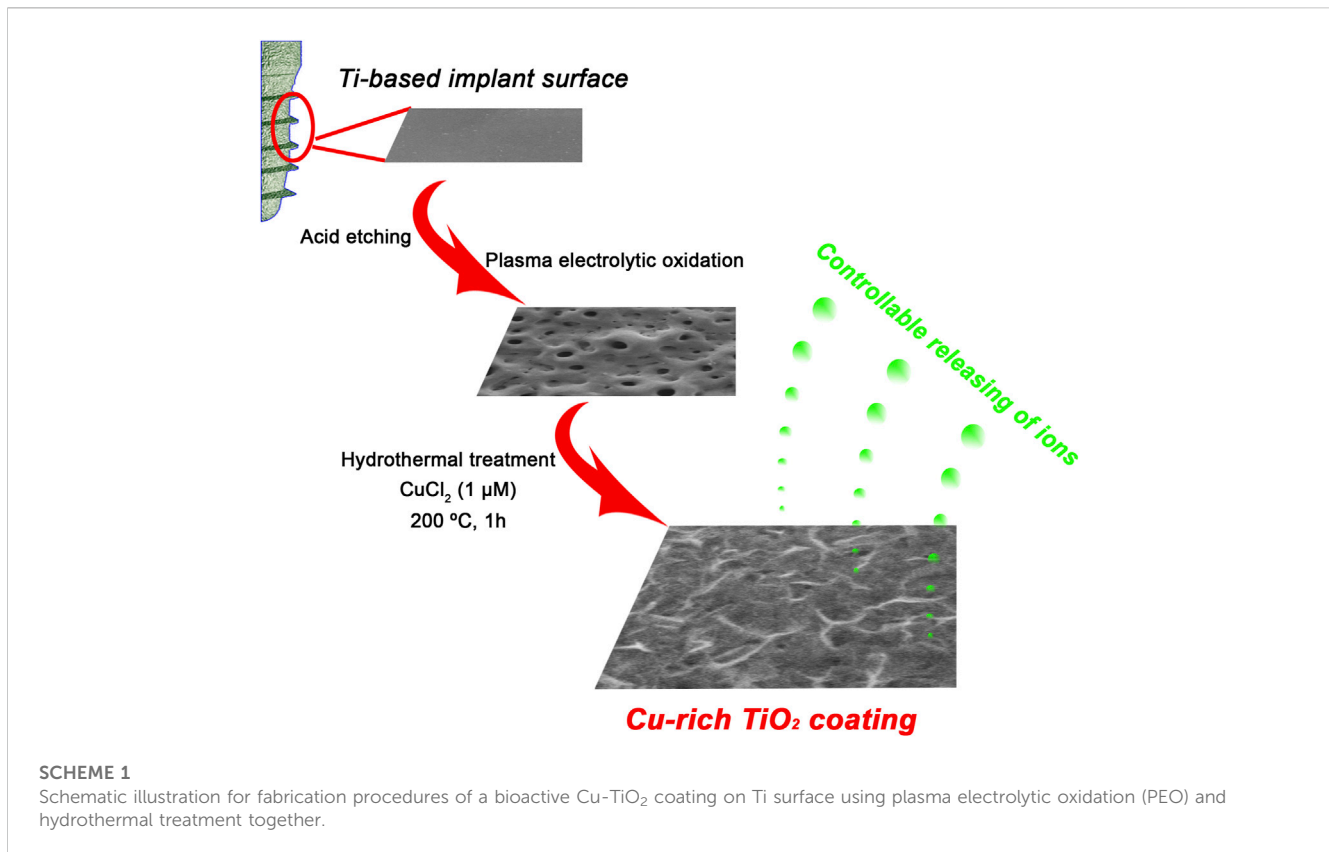 Ti-based implant surface
Acid etching
Plasma electrolytic oxidation
Controllable releasing of ions
Hydrothermal treatment
CuCl₂ (1 µM)
200 ºC, 1h
Cu-rich TiO₂ coating
SCHEME 1
Schematic illustration for fabrication procedures of a bioactive Cu-TiO₂ coating on Ti surface using plasma electrolytic oxidation (PEO) and
hydrothermal treatment together.